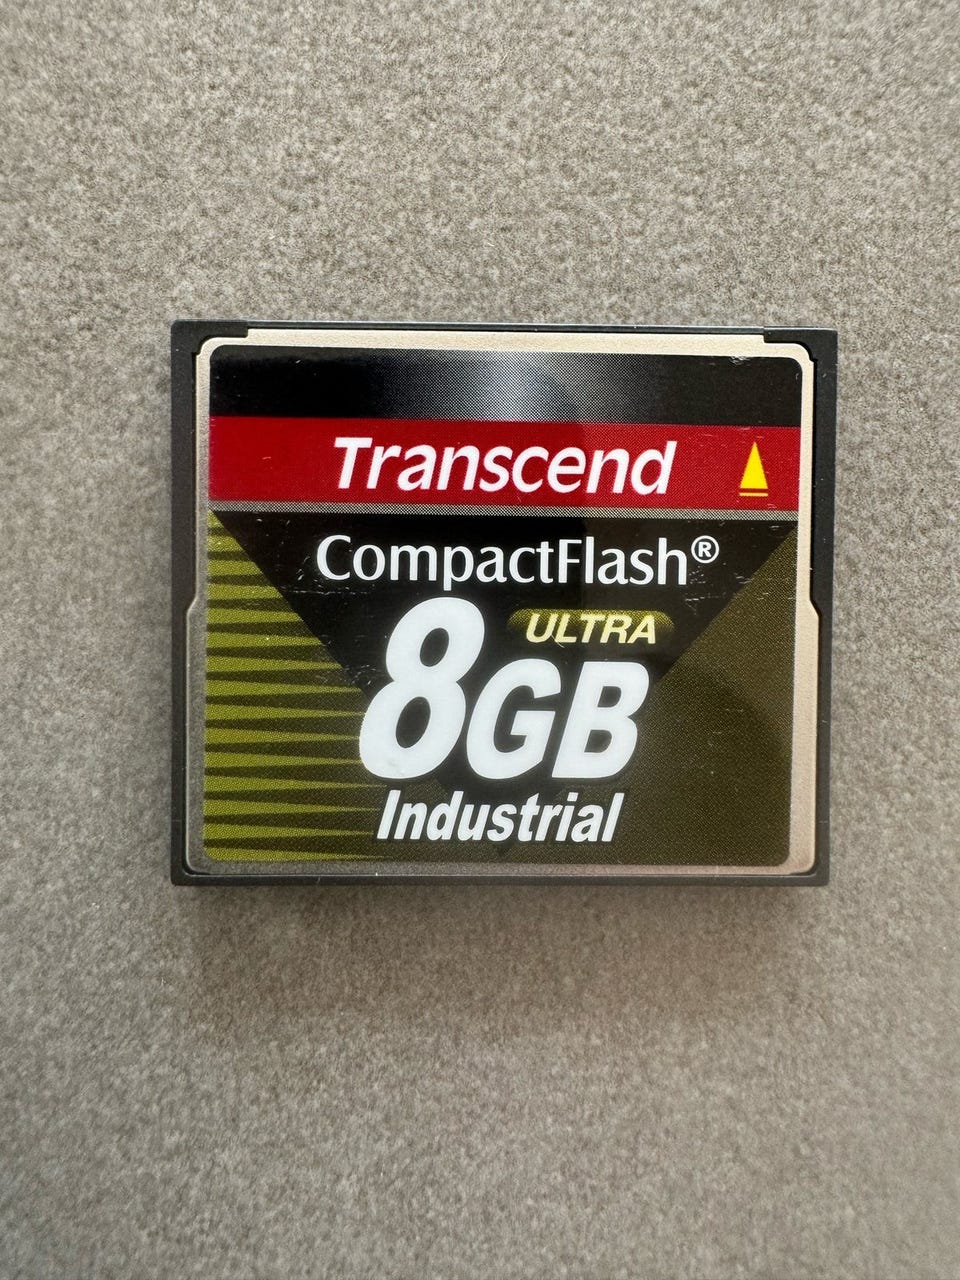 Transcend
CompactFlash®
ULTRA
8GB
Industrial